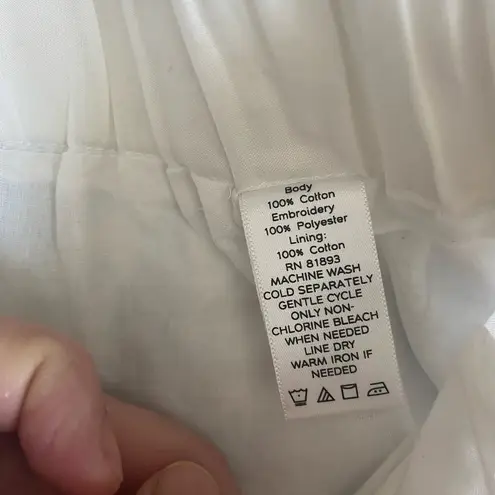 Body
100% Cotton
Embroidery
100% Polyester
Lining:
100% Cotton
RN 81893
MACHINE WASH
COLD SEPARATELY
GENTLE CYCLE
ONLY NON-
CHLORINE BLEACH
WHEN NEEDED
LINE DRY
WARM IRON IF
NEEDED